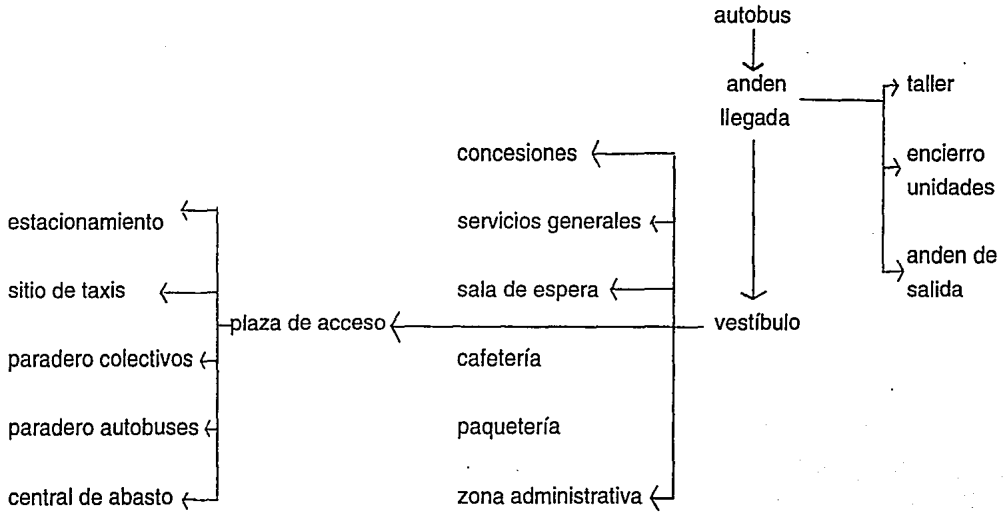 autobus
anden
llegada
taller
encierro
unidades
anden de
salida
vestíbulo
concesiones
servicios generales
sala de espera
cafetería
paquetería
zona administrativa
plaza de acceso
estacionamiento
sitio de taxis
paradero colectivos
paradero autobuses
central de abasto